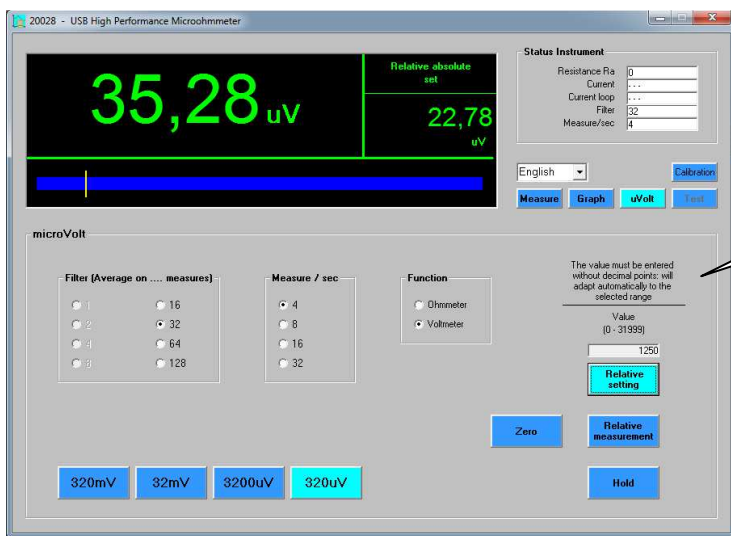 20028 - USB High Performance Microohmmeter
35,28 uV
Relative absolute
set
22,78
uV
Status Instrument
Resistance Ra 0
Current ...
Current loop ...
Filter 32
Measure/sec 4
English
Calibration
Measure Graph uVolt Test
microVolt
Filter (Average on .... measures)
1 16
2 32
4 64
8 128
Measure / sec
4
8
16
32
Function
Ohmmeter
Voltmeter
The value must be entered
without decimal points: will
adapt automatically to the
selected range
Value
(0 - 31999)
1250
Relative
setting
Zero
Relative
measurement
320mV 32mV 3200uV 320uV
Hold